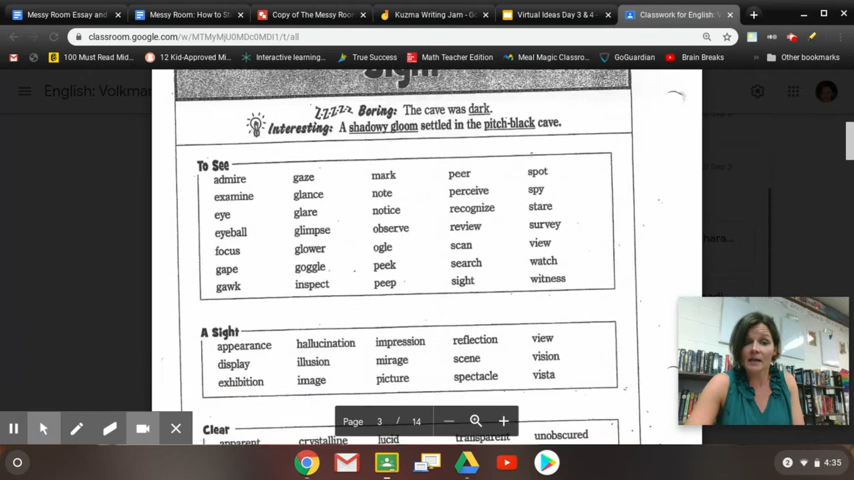 Messy Room Essay and
Messy Room: How to St
Copy of The Messy Roo
Kuzma Writing Jam - G
Virtual Ideas Day 3 & 4 -
Classwork for English: V
classroom.google.com/w/MTMyMjU0MDc0MDI1/t/all
100 Must Read Mid...
12 Kid-Approved Mi...
Interactive learning...
True Success
Math Teacher Edition
Meal Magic Classro...
GoGuardian
Brain Breaks
Other bookmarks
English: Volkman
Sight
Z-Z-Z-Z-Z Boring: The cave was dark.
Interesting: A shadowy gloom settled in the pitch-black cave.
To See
admire gaze mark peer spot
examine glance note perceive spy
eye glare notice recognize stare
eyeball glimpse observe review survey
focus glower ogle scan view
gape goggle peek search watch
gawk inspect peep sight witness
A Sight
appearance hallucination impression reflection view
display illusion mirage scene vision
exhibition image picture spectacle vista
Clear
apparent crystalline lucid transparent unobscured
Page 3 / 14
2 4:35